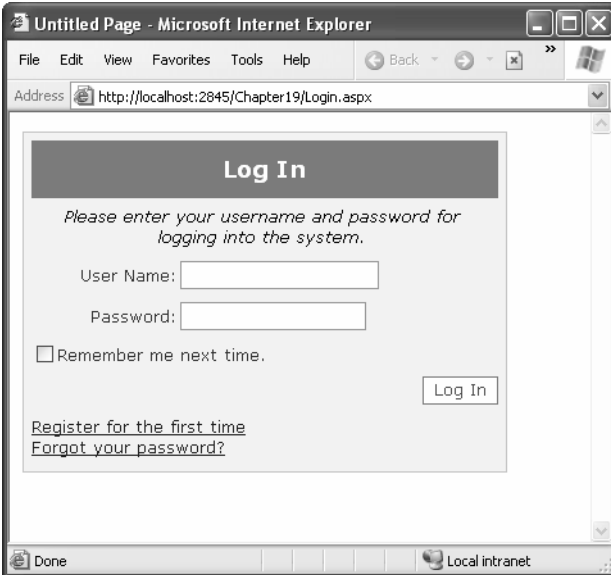 Untitled Page - Microsoft Internet Explorer
File Edit View Favorites Tools Help Back »
Address http://localhost:2845/Chapter19/Login.aspx
Log In
Please enter your username and password for
logging into the system.
User Name:
Password:
Remember me next time.
Log In
Register for the first time
Forgot your password?
Done Local intranet